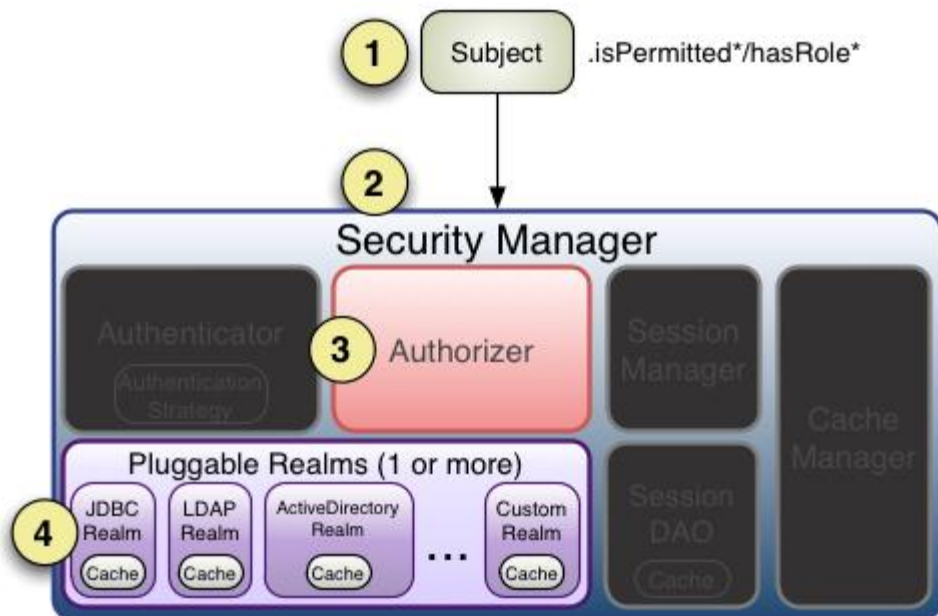 1
Subject
.isPermitted*/hasRole*
2
Security Manager
Authenticator
Authentication
Strategy
3
Authorizer
Session
Manager
Cache
Manager
Pluggable Realms (1 or more)
4
JDBC
Realm
Cache
LDAP
Realm
Cache
ActiveDirectory
Realm
Cache
...
Custom
Realm
Cache
Session
DAO
Cache